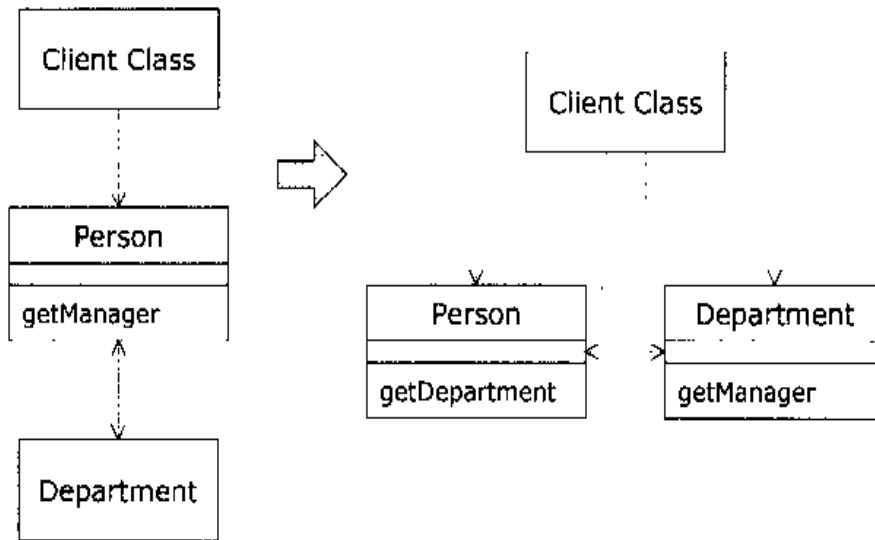 Client Class
Person
getManager
Department
Client Class
Person
getDepartment
Department
getManager